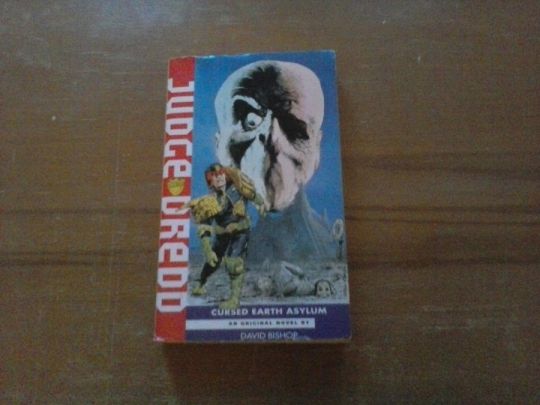 JUDGE DREDD
CURSED EARTH ASYLUM
AN ORIGINAL NOVEL BY
DAVID BISHOP